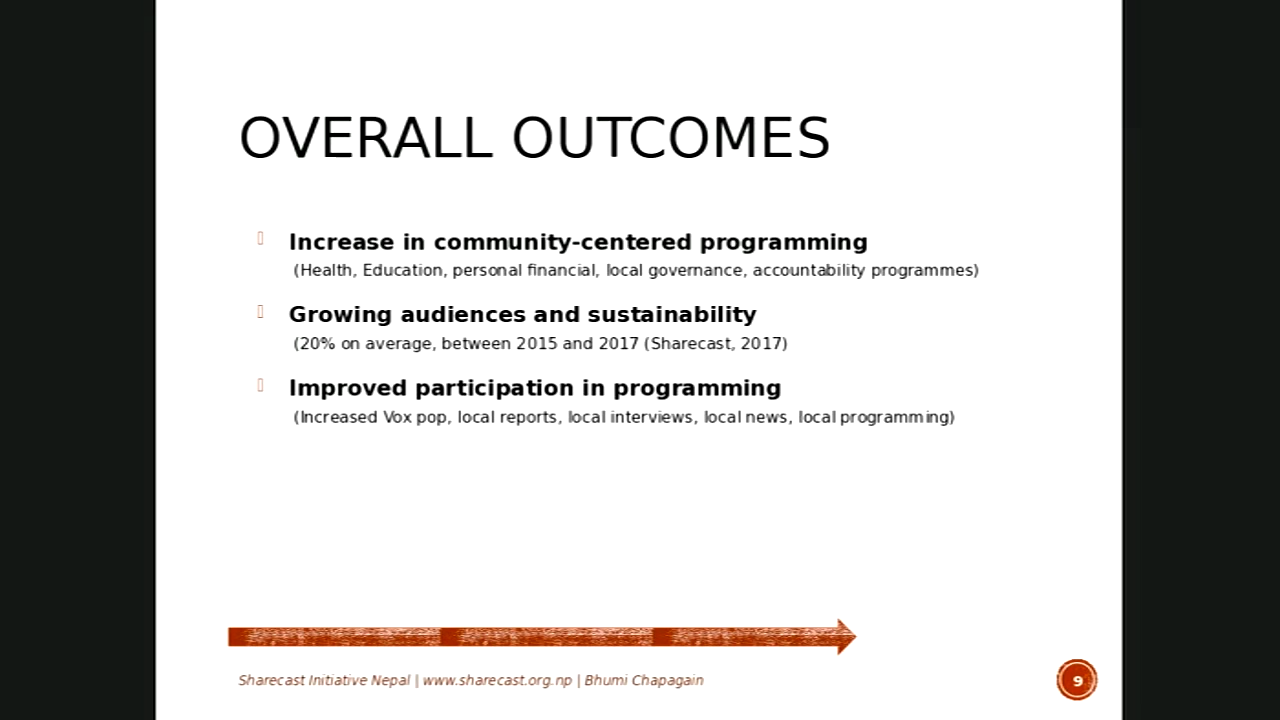 OVERALL OUTCOMES
Increase in community-centered programming
(Health, Education, personal financial, local governance, accountability programmes)
Growing audiences and sustainability
(20% on average, between 2015 and 2017 (Sharecast, 2017)
Improved participation in programming
(Increased Vox pop, local reports, local interviews, local news, local programming)
Sharecast Initiative Nepal | www.sharecast.org.np | Bhumi Chapagain
9